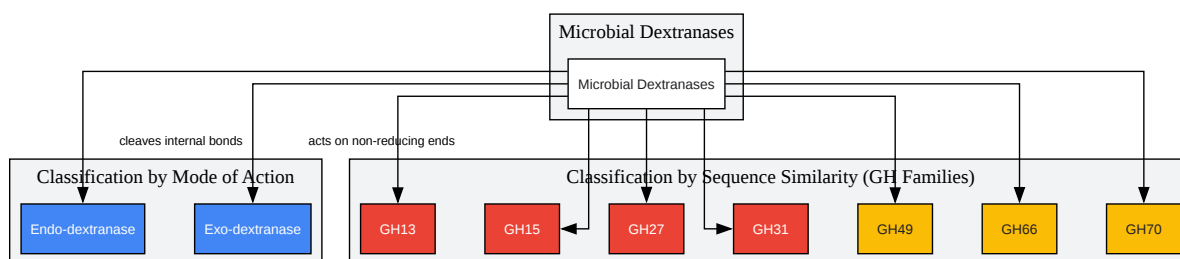 Microbial Dextranases
Microbial Dextranases
cleaves internal bonds
acts on non-reducing ends
Classification by Mode of Action
Classification by Sequence Similarity (GH Families)
Endo-dextranase
Exo-dextranase
GH13
GH15
GH27
GH31
GH49
GH66
GH70